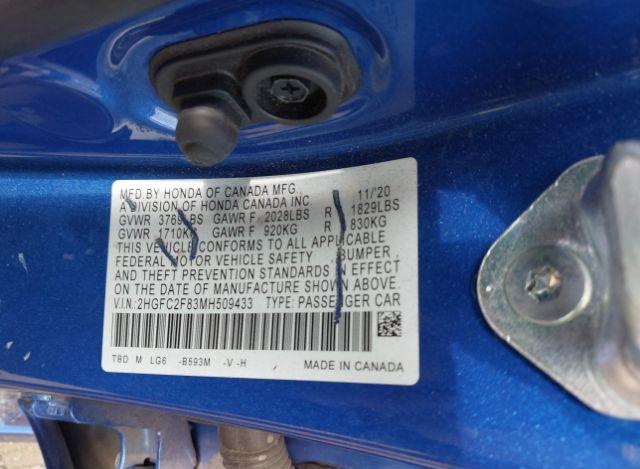 MFD.BY HONDA OF CANADA MFG., 11/'20
A DIVISION OF HONDA CANADA INC.
GVWR 3769LBS GAWR F 2028LBS R 1829LBS
GVWR 1710KG GAWR F 920KG R 830KG
THIS VEHICLE CONFORMS TO ALL APPLICABLE
FEDERAL MOTOR VEHICLE SAFETY BUMPER
AND THEFT PREVENTION STANDARDS IN EFFECT
ON THE DATE OF MANUFACTURE SHOWN ABOVE.
V.I.N.: 2HGFC2F83MH509433 TYPE: PASSENGER CAR
TBD M LG6 -B593M -V -H MADE IN CANADA